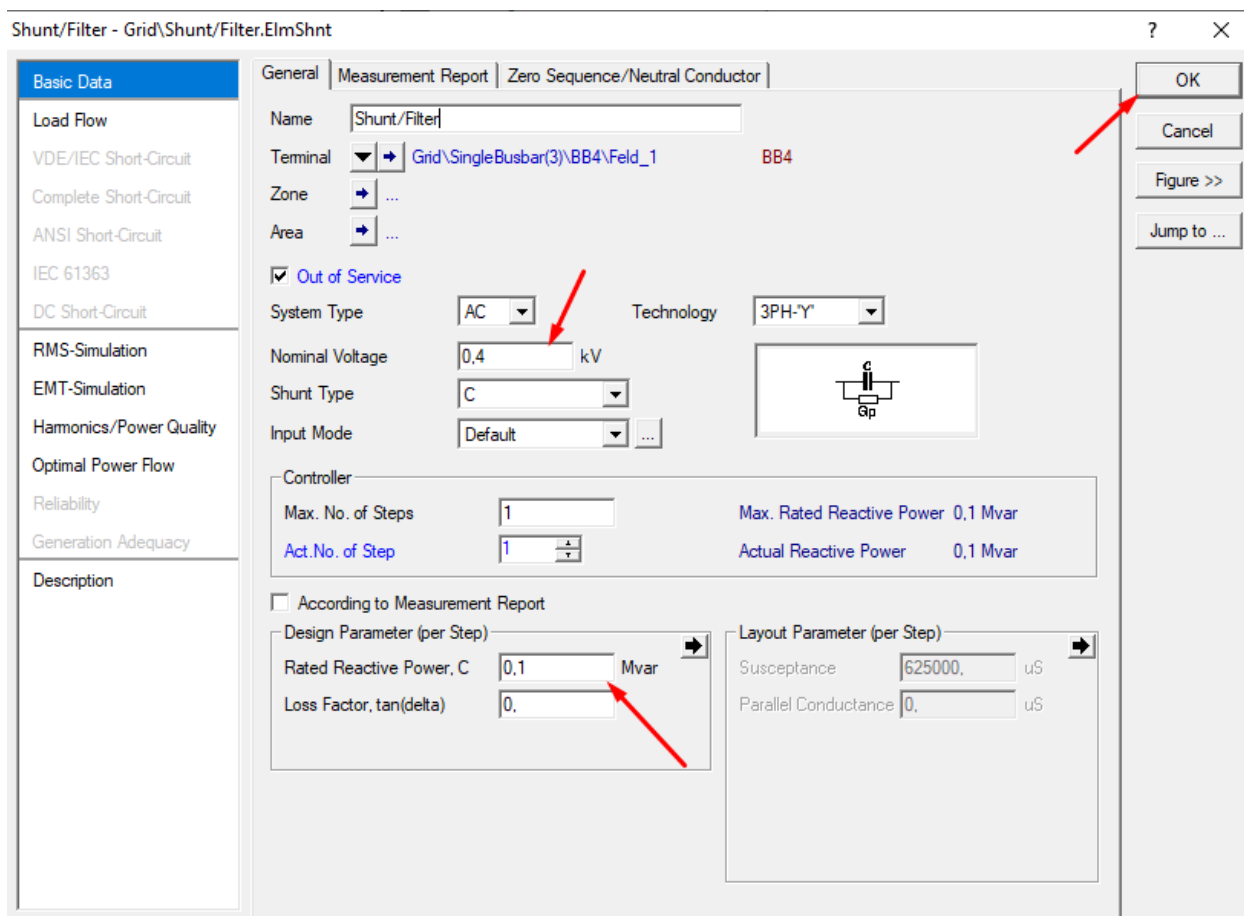 Shunt/Filter - Grid\Shunt/Filter.ElmShnt ? X
Basic Data
Load Flow
VDE/IEC Short-Circuit
Complete Short-Circuit
ANSI Short-Circuit
IEC 61363
DC Short-Circuit
RMS-Simulation
EMT-Simulation
Harmonics/Power Quality
Optimal Power Flow
Reliability
Generation Adequacy
Description
General Measurement Report Zero Sequence/Neutral Conductor
Name Shunt/Filter
Terminal Grid\SingleBusbar(3)\BB4\Feld_1 BB4
Zone ...
Area ...
Out of Service
System Type AC Technology 3PH-"Y"
Nominal Voltage 0,4 kV
Shunt Type C
Input Mode Default ...
C
Gp
Controller
Max. No. of Steps 1 Max. Rated Reactive Power 0,1 Mvar
Act.No. of Step 1 Actual Reactive Power 0,1 Mvar
According to Measurement Report
Design Parameter (per Step)
Rated Reactive Power, C 0,1 Mvar
Loss Factor, tan(delta) 0,
Layout Parameter (per Step)
Susceptance 625000, uS
Parallel Conductance 0, uS
OK
Cancel
Figure >>
Jump to ...